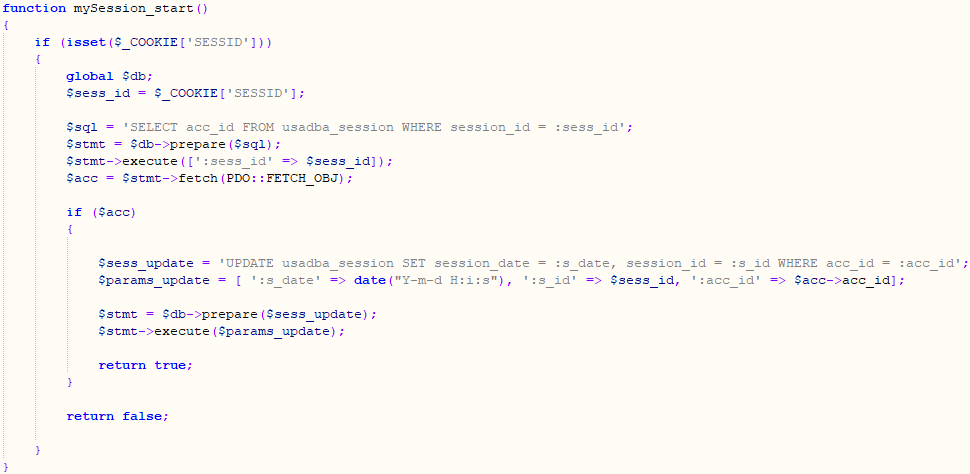 function mySession_start()
{
    if (isset($_COOKIE['SESSID']))
    {
        global $db;
        $sess_id = $_COOKIE['SESSID'];

        $sql = 'SELECT acc_id FROM usadba_session WHERE session_id = :sess_id';
        $stmt = $db->prepare($sql);
        $stmt->execute([':sess_id' => $sess_id]);
        $acc = $stmt->fetch(PDO::FETCH_OBJ);

        if ($acc)
        {

            $sess_update = 'UPDATE usadba_session SET session_date = :s_date, session_id = :s_id WHERE acc_id = :acc_id';
            $params_update = [ ':s_date' => date("Y-m-d H:i:s"), ':s_id' => $sess_id, ':acc_id' => $acc->acc_id];

            $stmt = $db->prepare($sess_update);
            $stmt->execute($params_update);

            return true;
        }

        return false;

    }
}